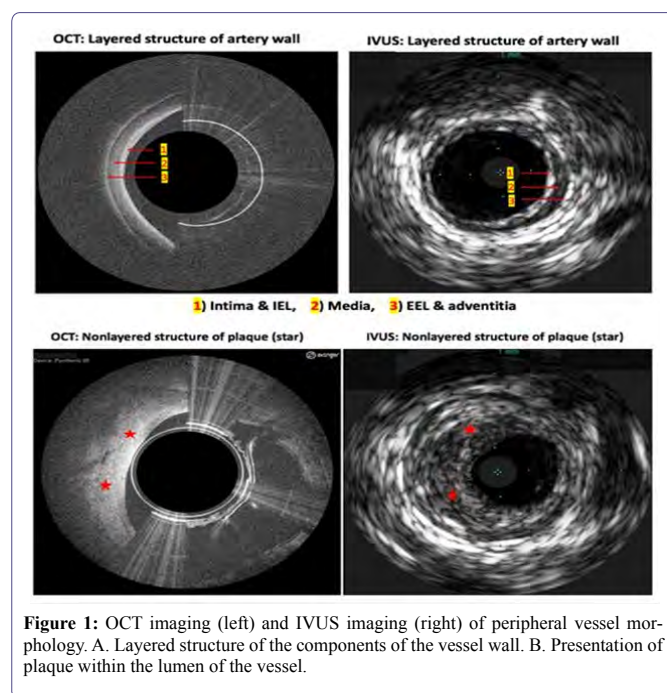 OCT: Layered structure of artery wall
IVUS: Layered structure of artery wall
1
2
3
1
2
3
1) Intima & IEL, 2) Media, 3) EEL & adventitia
OCT: Nonlayered structure of plaque (star)
IVUS: Nonlayered structure of plaque (star)
avinger
Figure 1: OCT imaging (left) and IVUS imaging (right) of peripheral vessel mor-
phology. A. Layered structure of the components of the vessel wall. B. Presentation of
plaque within the lumen of the vessel.